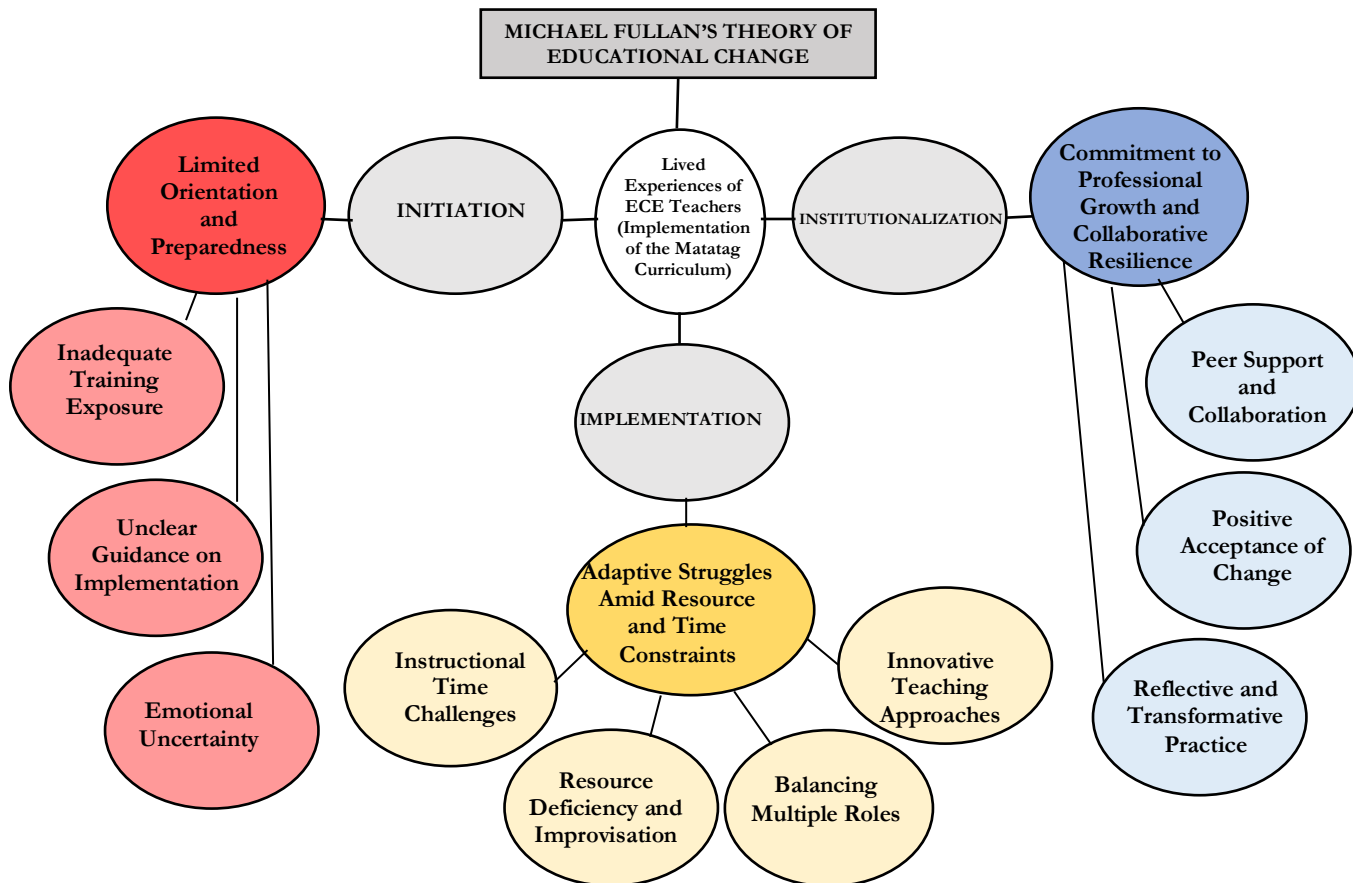 MICHAEL FULLAN'S THEORY OF
EDUCATIONAL CHANGE
Limited
Orientation
and
Preparedness
INITIATION
Lived
Experiences of
ECE Teachers
(Implementation
of the Matatag
Curriculum)
INSTITUTIONALIZATION
Commitment to
Professional
Growth and
Collaborative
Resilience
Inadequate
Training
Exposure
IMPLEMENTATION
Peer Support
and
Collaboration
Unclear
Guidance on
Implementation
Adaptive Struggles
Amid Resource
and Time
Constraints
Positive
Acceptance of
Change
Instructional
Time
Challenges
Innovative
Teaching
Approaches
Emotional
Uncertainty
Reflective and
Transformative
Practice
Resource
Deficiency and
Improvisation
Balancing
Multiple Roles